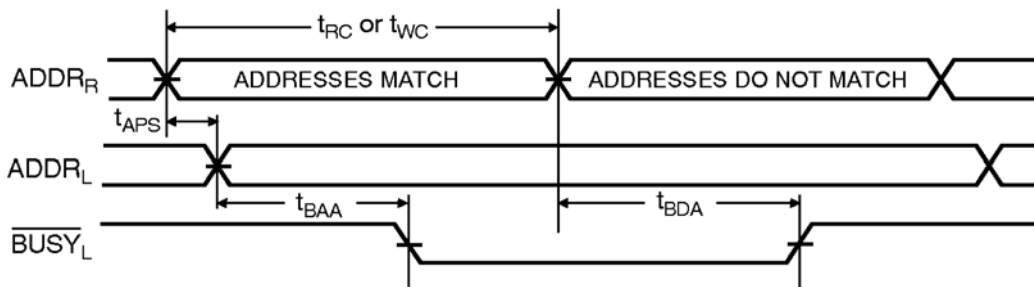 tRC or tWC
ADDRR
ADDRESSES MATCH
ADDRESSES DO NOT MATCH
tAPS
ADDRL
tBAA
tBDA
BUSYL